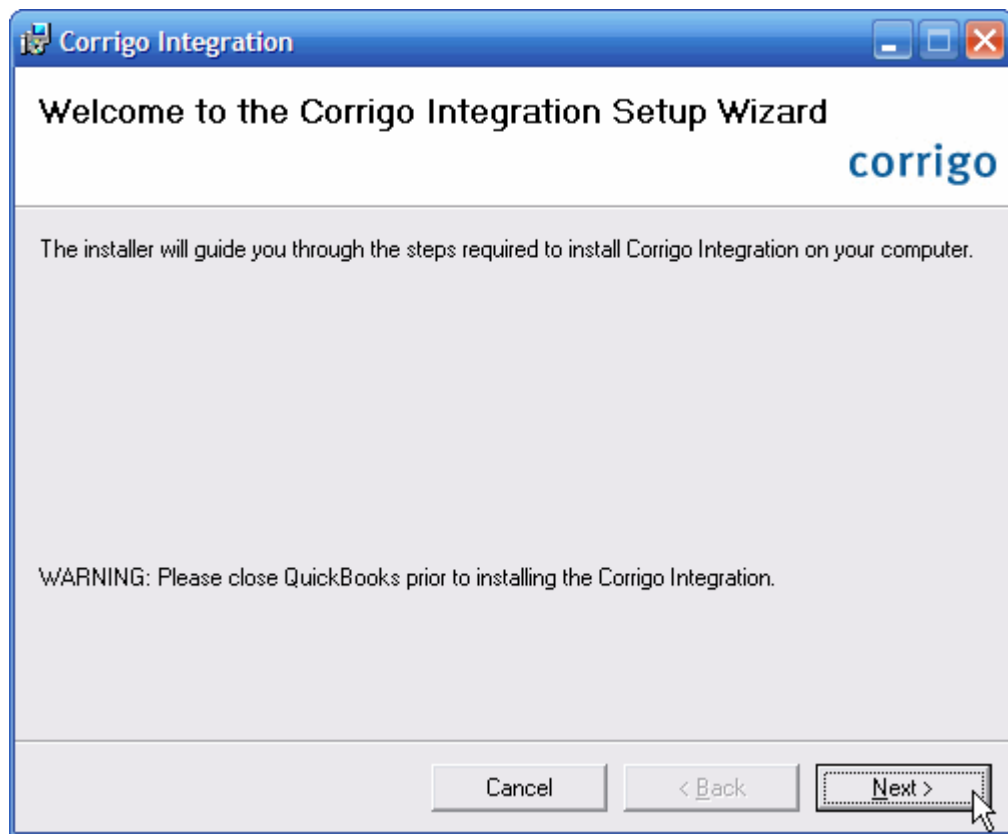 Corrigo Integration
Welcome to the Corrigo Integration Setup Wizard
corrigo
The installer will guide you through the steps required to install Corrigo Integration on your computer.
WARNING: Please close QuickBooks prior to installing the Corrigo Integration.
Cancel
< Back
Next >